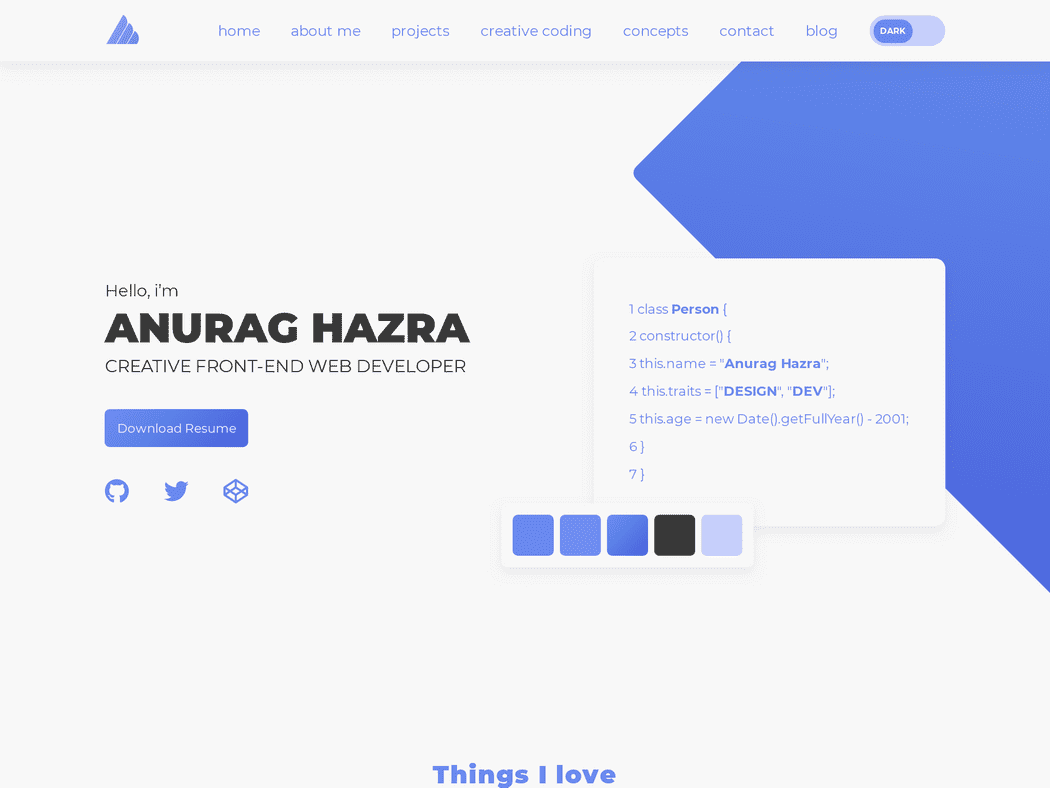 home about me projects creative coding concepts contact blog DARK
Hello, i'm
ANURAG HAZRA
CREATIVE FRONT-END WEB DEVELOPER
Download Resume
1 class Person {
2 constructor() {
3 this.name = "Anurag Hazra";
4 this.traits = ["DESIGN", "DEV"];
5 this.age = new Date().getFullYear() - 2001;
6 }
7 }
Things I love